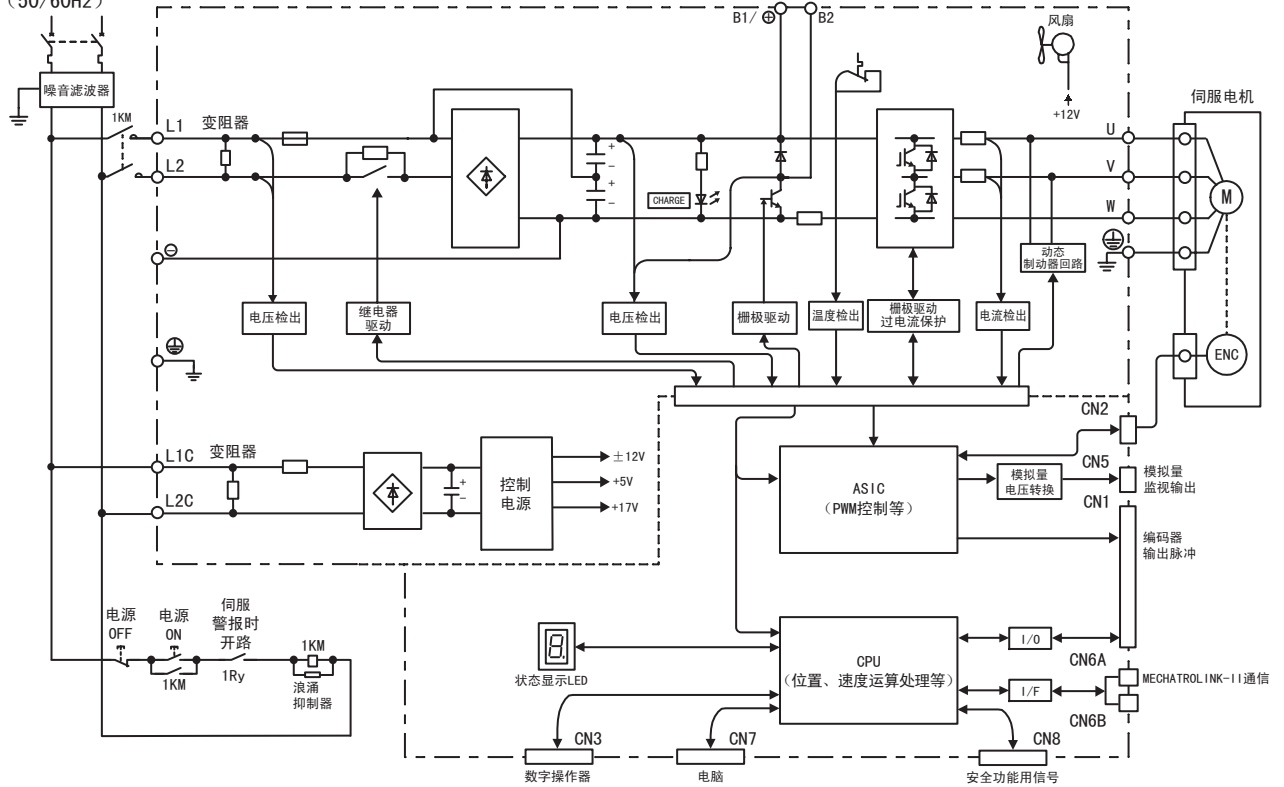 （50/60Hz）
B1/⊕
B2
风扇
+12V
噪音滤波器
1KM
L1
变阻器
L2
⊖
CHARGE
U
V
W
伺服电机
M
ENC
动态
制动器回路
电压检出
继电器
驱动
电压检出
栅极驱动
温度检出
栅极驱动
过电流保护
电流检出
CN2
L1C
变阻器
L2C
控制
电源
±12V
+5V
+17V
ASIC
（PWM控制等）
模拟量
电压转换
CN5
模拟量
监视输出
CN1
编码器
输出脉冲
电源
OFF
电源
ON
1KM
伺服
警报时
开路
1Ry
1KM
浪涌
抑制器
8.
状态显示LED
CPU
（位置、速度运算处理等）
I/O
I/F
CN6A
MECHATROLINK-II通信
CN6B
CN3
数字操作器
CN7
电脑
CN8
安全功能用信号